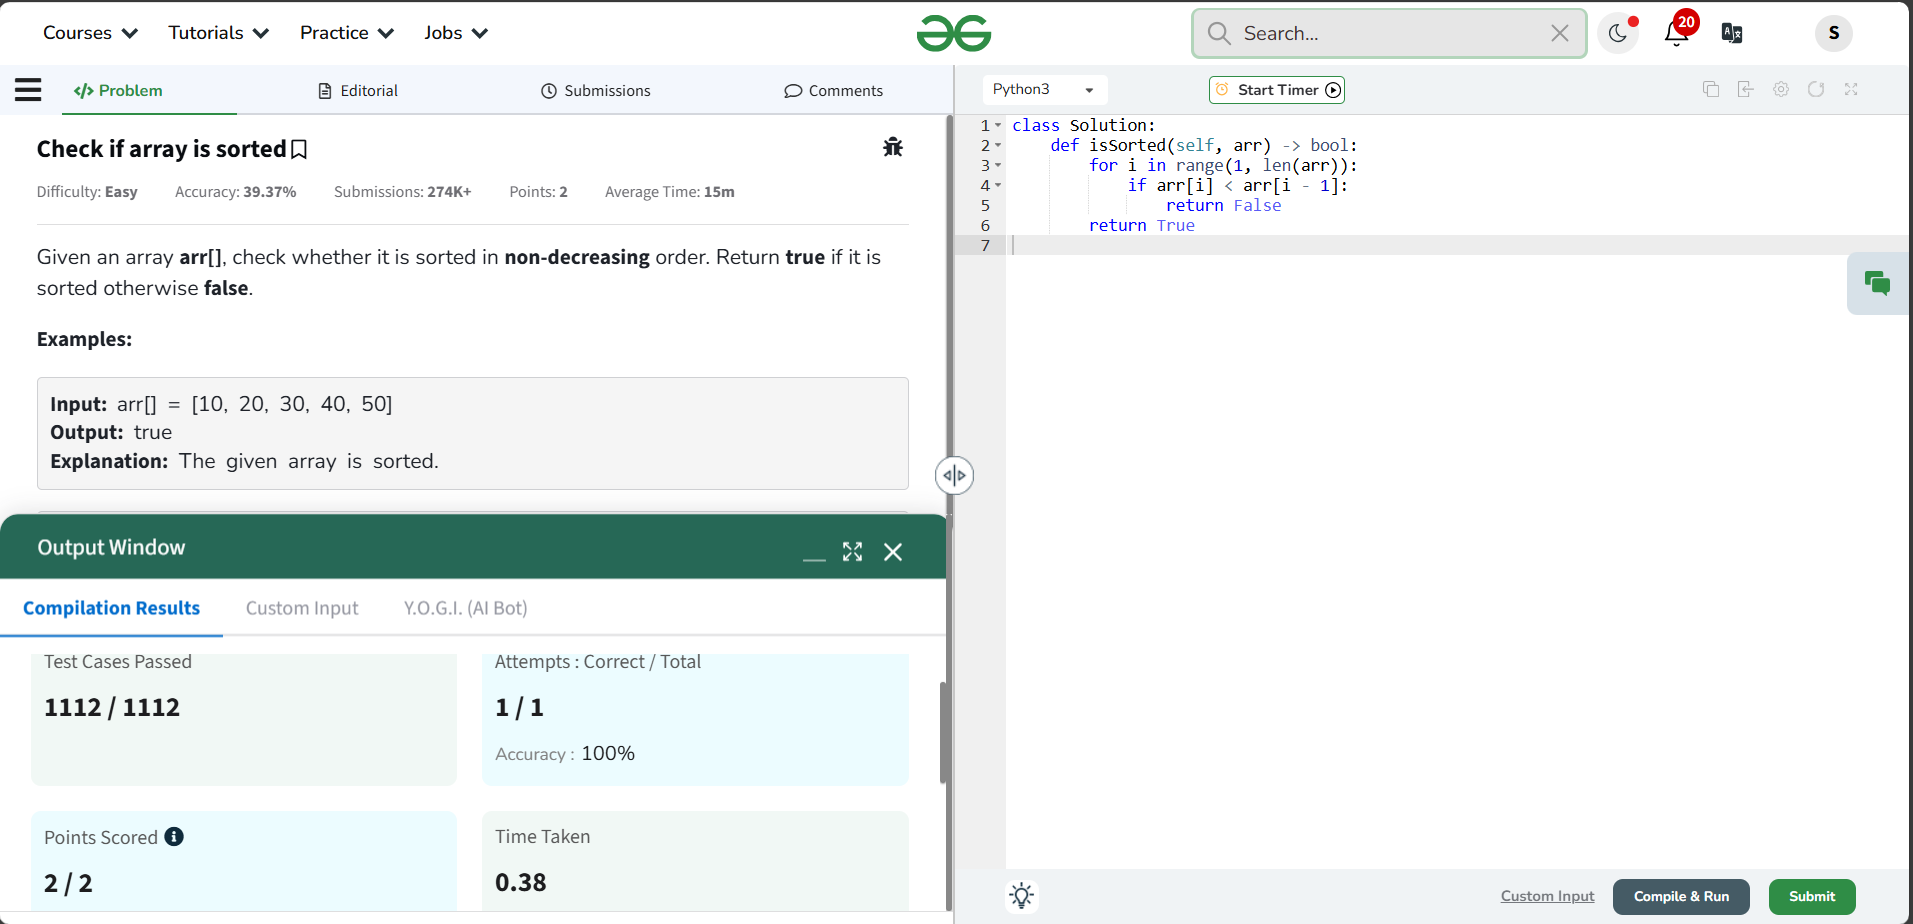 Courses Tutorials Practice Jobs Search... 20 S
Problem Editorial Submissions Comments
Check if array is sorted
Difficulty: Easy Accuracy: 39.37% Submissions: 274K+ Points: 2 Average Time: 15m
Given an array arr[], check whether it is sorted in non-decreasing order. Return true if it is
sorted otherwise false.
Examples:
Input: arr[] = [10, 20, 30, 40, 50]
Output: true
Explanation: The given array is sorted.
Output Window
Compilation Results Custom Input Y.O.G.I. (AI Bot)
Test Cases Passed
1112 / 1112
Attempts : Correct / Total
1 / 1
Accuracy : 100%
Points Scored
2 / 2
Time Taken
0.38
Python3 Start Timer
1 class Solution:
2     def isSorted(self, arr) -> bool:
3         for i in range(1, len(arr)):
4             if arr[i] < arr[i - 1]:
5                 return False
6         return True
7
Custom Input Compile & Run Submit